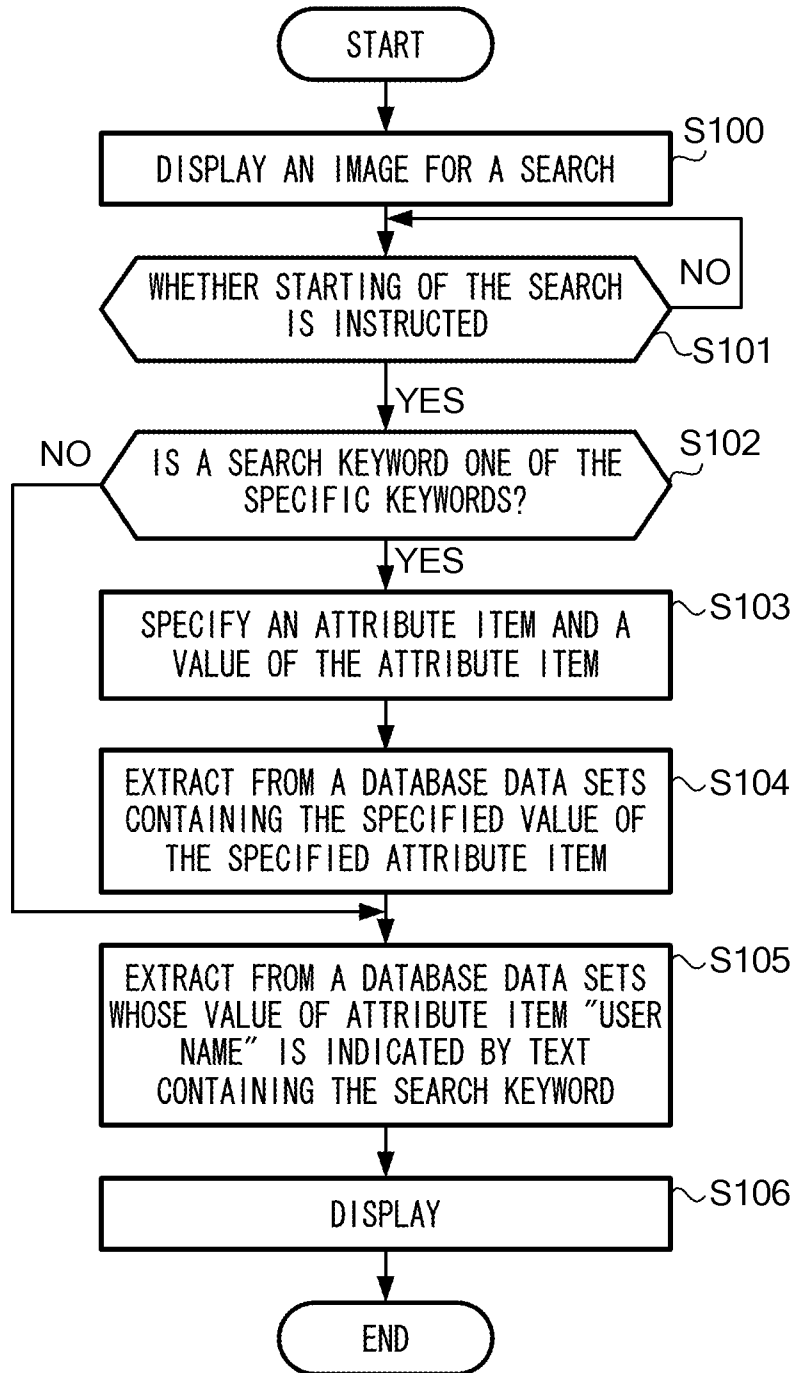 START
S100
DISPLAY AN IMAGE FOR A SEARCH
NO
WHETHER STARTING OF THE SEARCH
IS INSTRUCTED
S101
YES
NO
S102
IS A SEARCH KEYWORD ONE OF THE
SPECIFIC KEYWORDS?
YES
S103
SPECIFY AN ATTRIBUTE ITEM AND A
VALUE OF THE ATTRIBUTE ITEM
S104
EXTRACT FROM A DATABASE DATA SETS
CONTAINING THE SPECIFIED VALUE OF
THE SPECIFIED ATTRIBUTE ITEM
S105
EXTRACT FROM A DATABASE DATA SETS
WHOSE VALUE OF ATTRIBUTE ITEM "USER
NAME" IS INDICATED BY TEXT
CONTAINING THE SEARCH KEYWORD
S106
DISPLAY
END